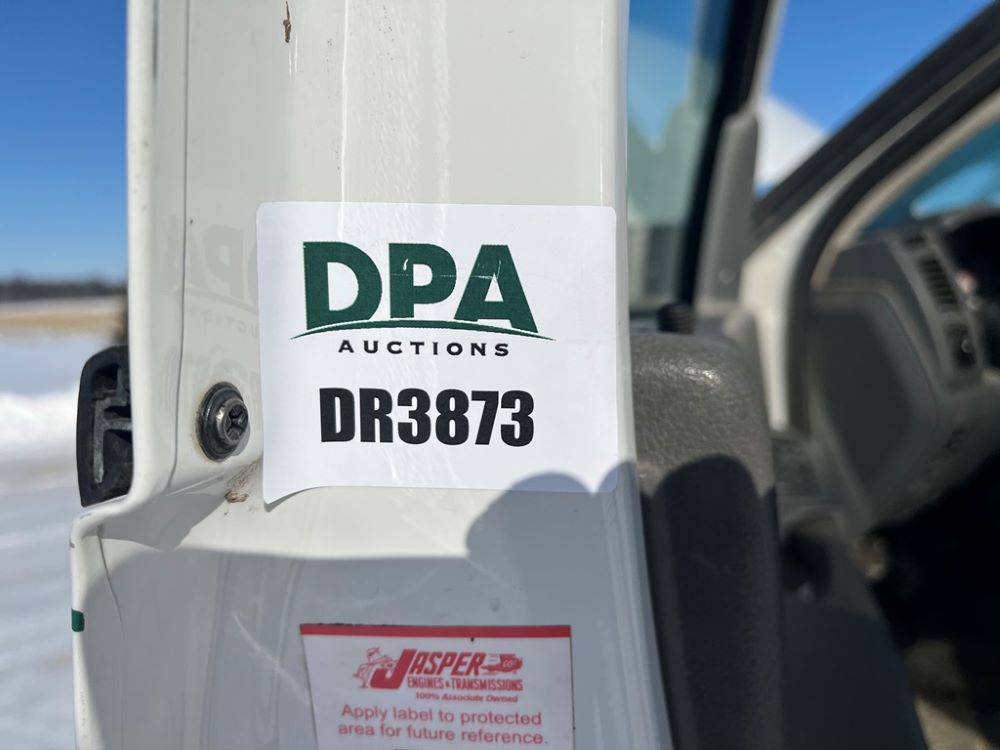 DPA
AUCTIONS
DR3873
JASPER
ENGINES & TRANSMISSIONS
100% Associate Owned
Apply label to protected
area for future reference.